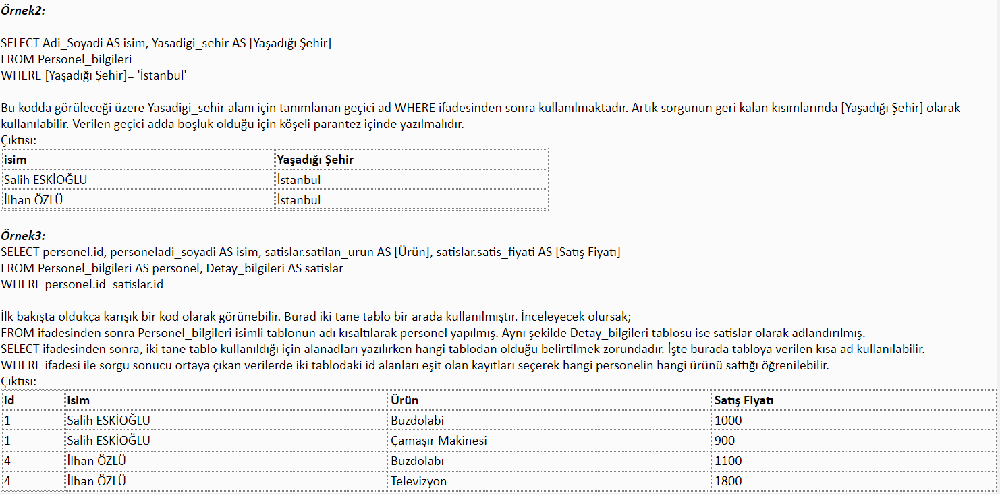 Örnek2:
SELECT Adi_Soyadi AS isim, Yasadigi_sehir AS [Yaşadığı Şehir]
FROM Personel_bilgileri
WHERE [Yaşadığı Şehir]= 'İstanbul'
Bu kodda görüleceği üzere Yasadigi_sehir alanı için tanımlanan geçici ad WHERE ifadesinden sonra kullanılmaktadır. Artık sorgunun geri kalan kısımlarında [Yaşadığı Şehir] olarak
kullanılabilir. Verilen geçici adda boşluk olduğu için köşeli parantez içinde yazılmalıdır.
Çıktısı:
isim Yaşadığı Şehir
Salih ESKİOĞLU İstanbul
İlhan ÖZLÜ İstanbul
Örnek3:
SELECT personel.id, personeladi_soyadi AS isim, satislar.satilan_urun AS [Ürün], satislar.satis_fiyati AS [Satış Fiyatı]
FROM Personel_bilgileri AS personel, Detay_bilgileri AS satislar
WHERE personel.id=satislar.id
İlk bakışta oldukça karışık bir kod olarak görünebilir. Burad iki tane tablo bir arada kullanılmıştır. İnceleyecek olursak;
FROM ifadesinden sonra Personel_bilgileri isimli tablonun adı kısaltılarak personel yapılmış. Aynı şekilde Detay_bilgileri tablosu ise satislar olarak adlandırılmış.
SELECT ifadesinden sonra, iki tane tablo kullanıldığı için alanadları yazılırken hangi tablodan olduğu belirtilmek zorundadır. İşte burada tabloya verilen kısa ad kullanılabilir.
WHERE ifadesi ile sorgu sonucu ortaya çıkan verilerde iki tablodaki id alanları eşit olan kayıtları seçerek hangi personelin hangi ürünü sattığı öğrenilebilir.
Çıktısı:
id isim Ürün Satış Fiyatı
1 Salih ESKİOĞLU Buzdolabi 1000
1 Salih ESKİOĞLU Çamaşır Makinesi 900
4 İlhan ÖZLÜ Buzdolabı 1100
4 İlhan ÖZLÜ Televizyon 1800